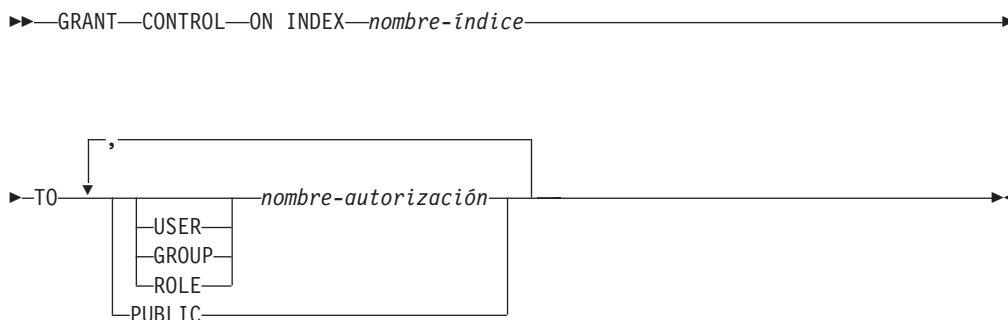 GRANT CONTROL ON INDEX nombre-índice
,
TO nombre-autorización
USER
GROUP
ROLE
PUBLIC